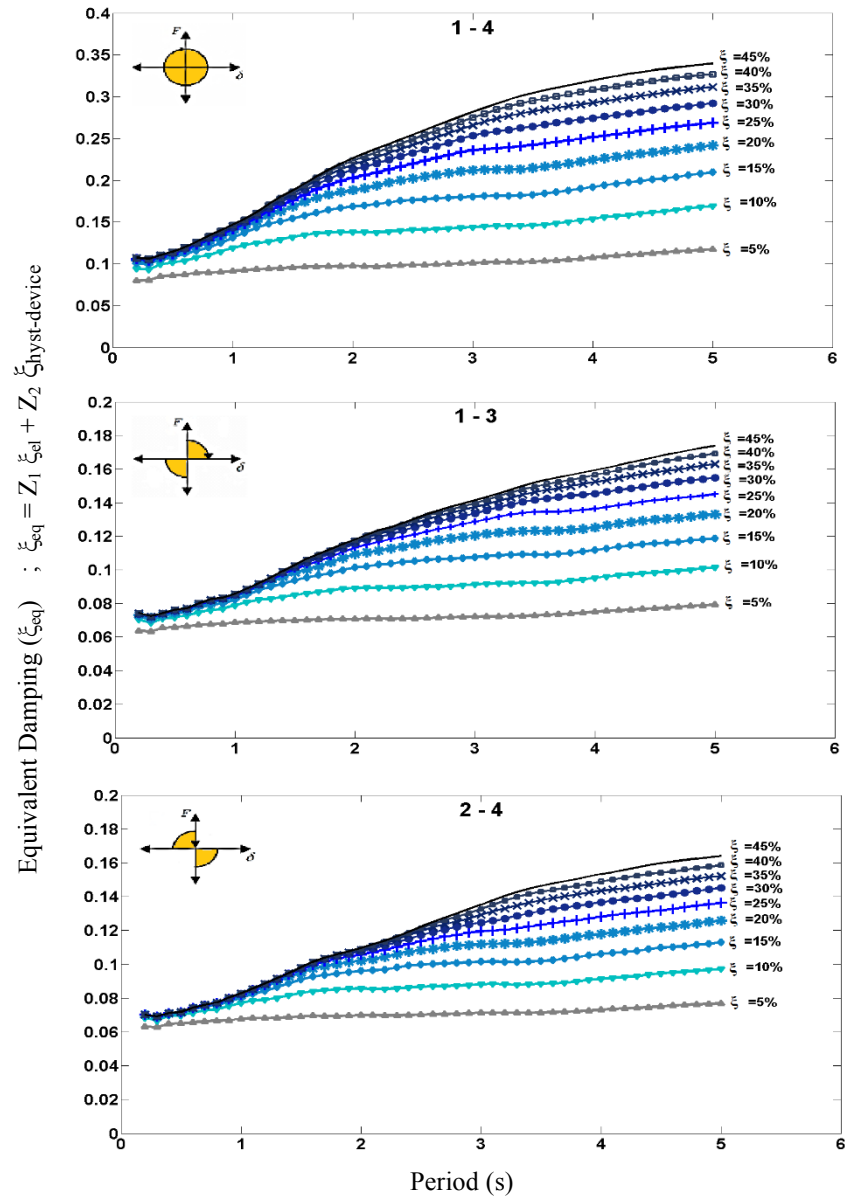 Equivalent Damping (ξeq) ; ξeq = Z1 ξel + Z2 ξhyst-device
1 - 4
F
δ
0.4
0.35
0.3
0.25
0.2
0.15
0.1
0.05
0
0
1
2
3
4
5
6
ξ =45%
ξ =40%
ξ =35%
ξ =30%
ξ =25%
ξ =20%
ξ =15%
ξ =10%
ξ =5%
1 - 3
F
δ
0.2
0.18
0.16
0.14
0.12
0.1
0.08
0.06
0.04
0.02
0
0
1
2
3
4
5
6
ξ =45%
ξ =40%
ξ =35%
ξ =30%
ξ =25%
ξ =20%
ξ =15%
ξ =10%
ξ =5%
2 - 4
F
δ
0.2
0.18
0.16
0.14
0.12
0.1
0.08
0.06
0.04
0.02
0
0
1
2
3
4
5
6
ξ =45%
ξ =40%
ξ =35%
ξ =30%
ξ =25%
ξ =20%
ξ =15%
ξ =10%
ξ =5%
Period (s)